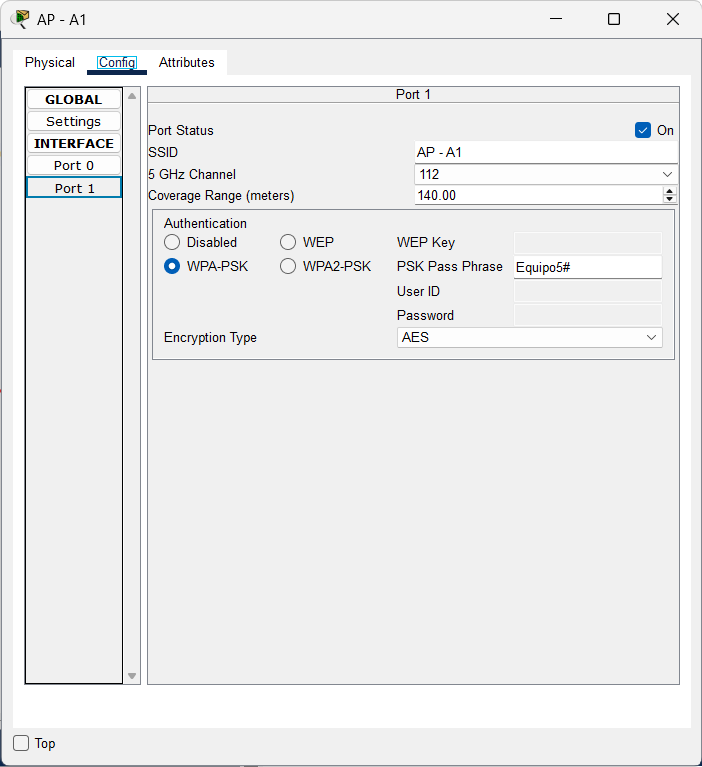 AP - A1
Physical Config Attributes
GLOBAL
Settings
INTERFACE
Port 0
Port 1
Port 1
Port Status On
SSID AP - A1
5 GHz Channel 112
Coverage Range (meters) 140.00
Authentication
Disabled WEP WEP Key
WPA-PSK WPA2-PSK PSK Pass Phrase Equipo5#
User ID
Password
Encryption Type AES
Top